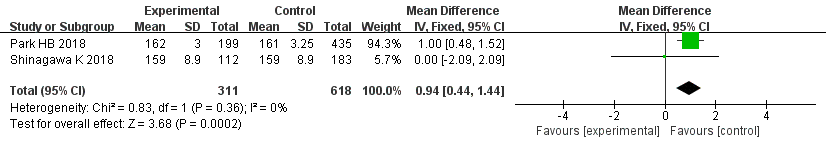 Experimental Control Mean Difference Mean Difference
Study or Subgroup Mean SD Total Mean SD Total Weight IV, Fixed, 95% CI IV, Fixed, 95% CI
Park HB 2018 162 3 199 161 3.25 435 94.3% 1.00 [0.48, 1.52]
Shinagawa K 2018 159 8.9 112 159 8.9 183 5.7% 0.00 [-2.09, 2.09]
Total (95% CI) 311 618 100.0% 0.94 [0.44, 1.44]
Heterogeneity: Chi² = 0.83, df = 1 (P = 0.36); I² = 0%
Test for overall effect: Z = 3.68 (P = 0.0002)
-4 -2 0 2 4
Favours [experimental] Favours [control]